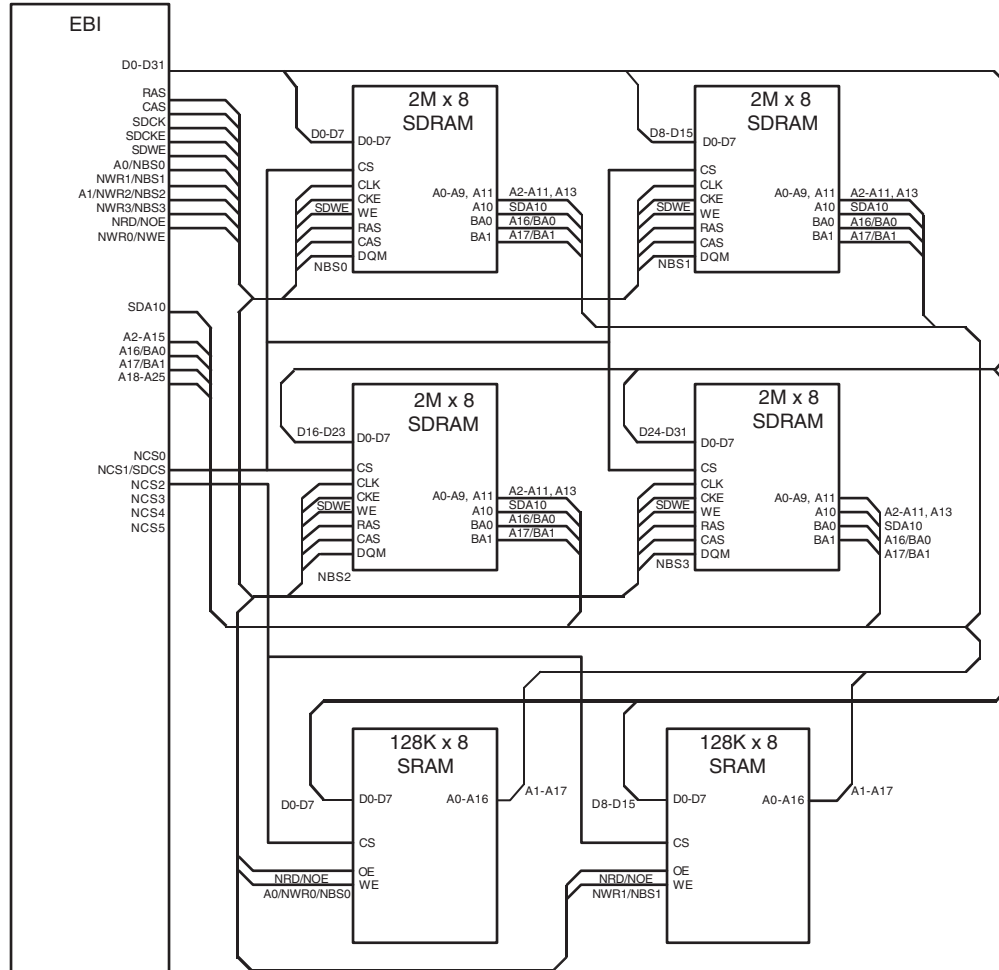 EBI
D0-D31
RAS
CAS
SDCK
SDCKE
SDWE
A0/NBS0
NWR1/NBS1
A1/NWR2/NBS2
NWR3/NBS3
NRD/NOE
NWR0/NWE
SDA10
A2-A15
A16/BA0
A17/BA1
A18-A25
NCS0
NCS1/SDCS
NCS2
NCS3
NCS4
NCS5
2M x 8
SDRAM
D0-D7
D0-D7
CS
CLK
CKE
SDWE
WE
RAS
CAS
DQM
NBS0
A0-A9, A11
A10
BA0
BA1
A2-A11, A13
SDA10
A16/BA0
A17/BA1
2M x 8
SDRAM
D8-D15
D0-D7
CS
CLK
CKE
SDWE
WE
RAS
CAS
DQM
NBS1
A0-A9, A11
A10
BA0
BA1
A2-A11, A13
SDA10
A16/BA0
A17/BA1
2M x 8
SDRAM
D16-D23
D0-D7
CS
CLK
CKE
SDWE
WE
RAS
CAS
DQM
NBS2
A0-A9, A11
A10
BA0
BA1
A2-A11, A13
SDA10
A16/BA0
A17/BA1
2M x 8
SDRAM
D24-D31
D0-D7
CS
CLK
CKE
SDWE
WE
RAS
CAS
DQM
NBS3
A0-A9, A11
A10
BA0
BA1
A2-A11, A13
SDA10
A16/BA0
A17/BA1
128K x 8
SRAM
D0-D7
D0-D7
A0-A16
A1-A17
CS
OE
NRD/NOE
WE
A0/NWR0/NBS0
128K x 8
SRAM
D8-D15
D0-D7
A0-A16
A1-A17
CS
OE
NRD/NOE
WE
NWR1/NBS1